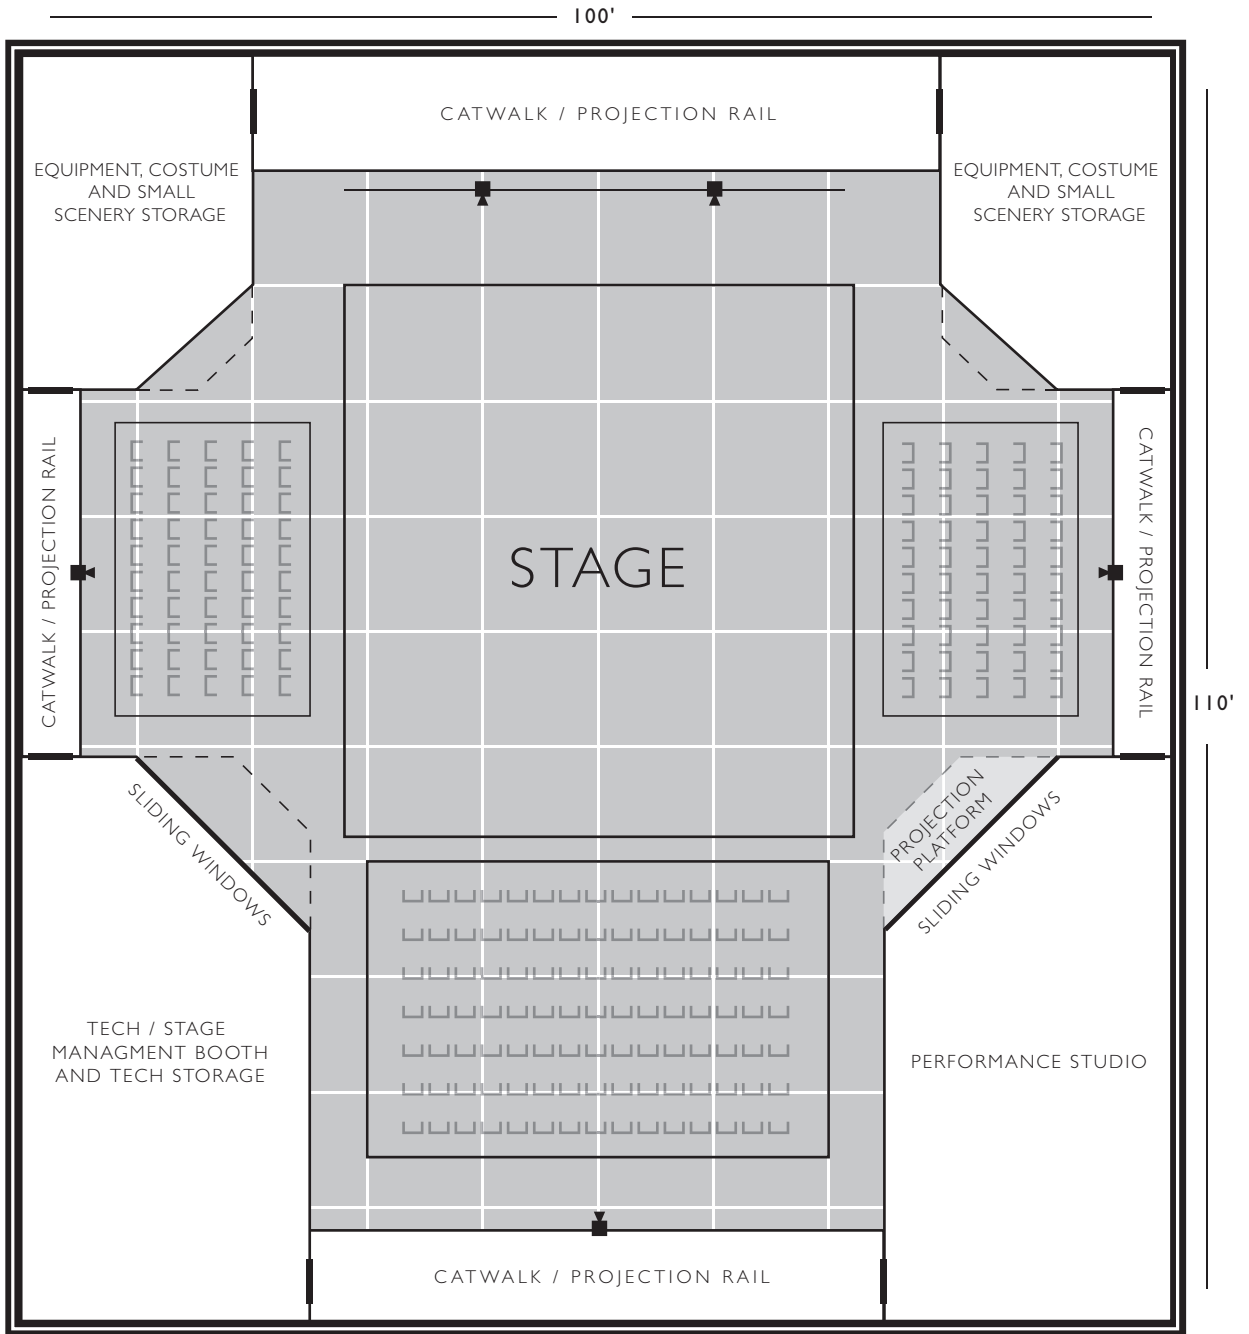 100'
CATWALK / PROJECTION RAIL
EQUIPMENT, COSTUME
AND SMALL
SCENERY STORAGE
EQUIPMENT, COSTUME
AND SMALL
SCENERY STORAGE
CATWALK / PROJECTION RAIL
STAGE
CATWALK / PROJECTION RAIL
110'
SLIDING WINDOWS
PROJECTION
PLATFORM
SLIDING WINDOWS
TECH / STAGE
MANAGMENT BOOTH
AND TECH STORAGE
PERFORMANCE STUDIO
CATWALK / PROJECTION RAIL